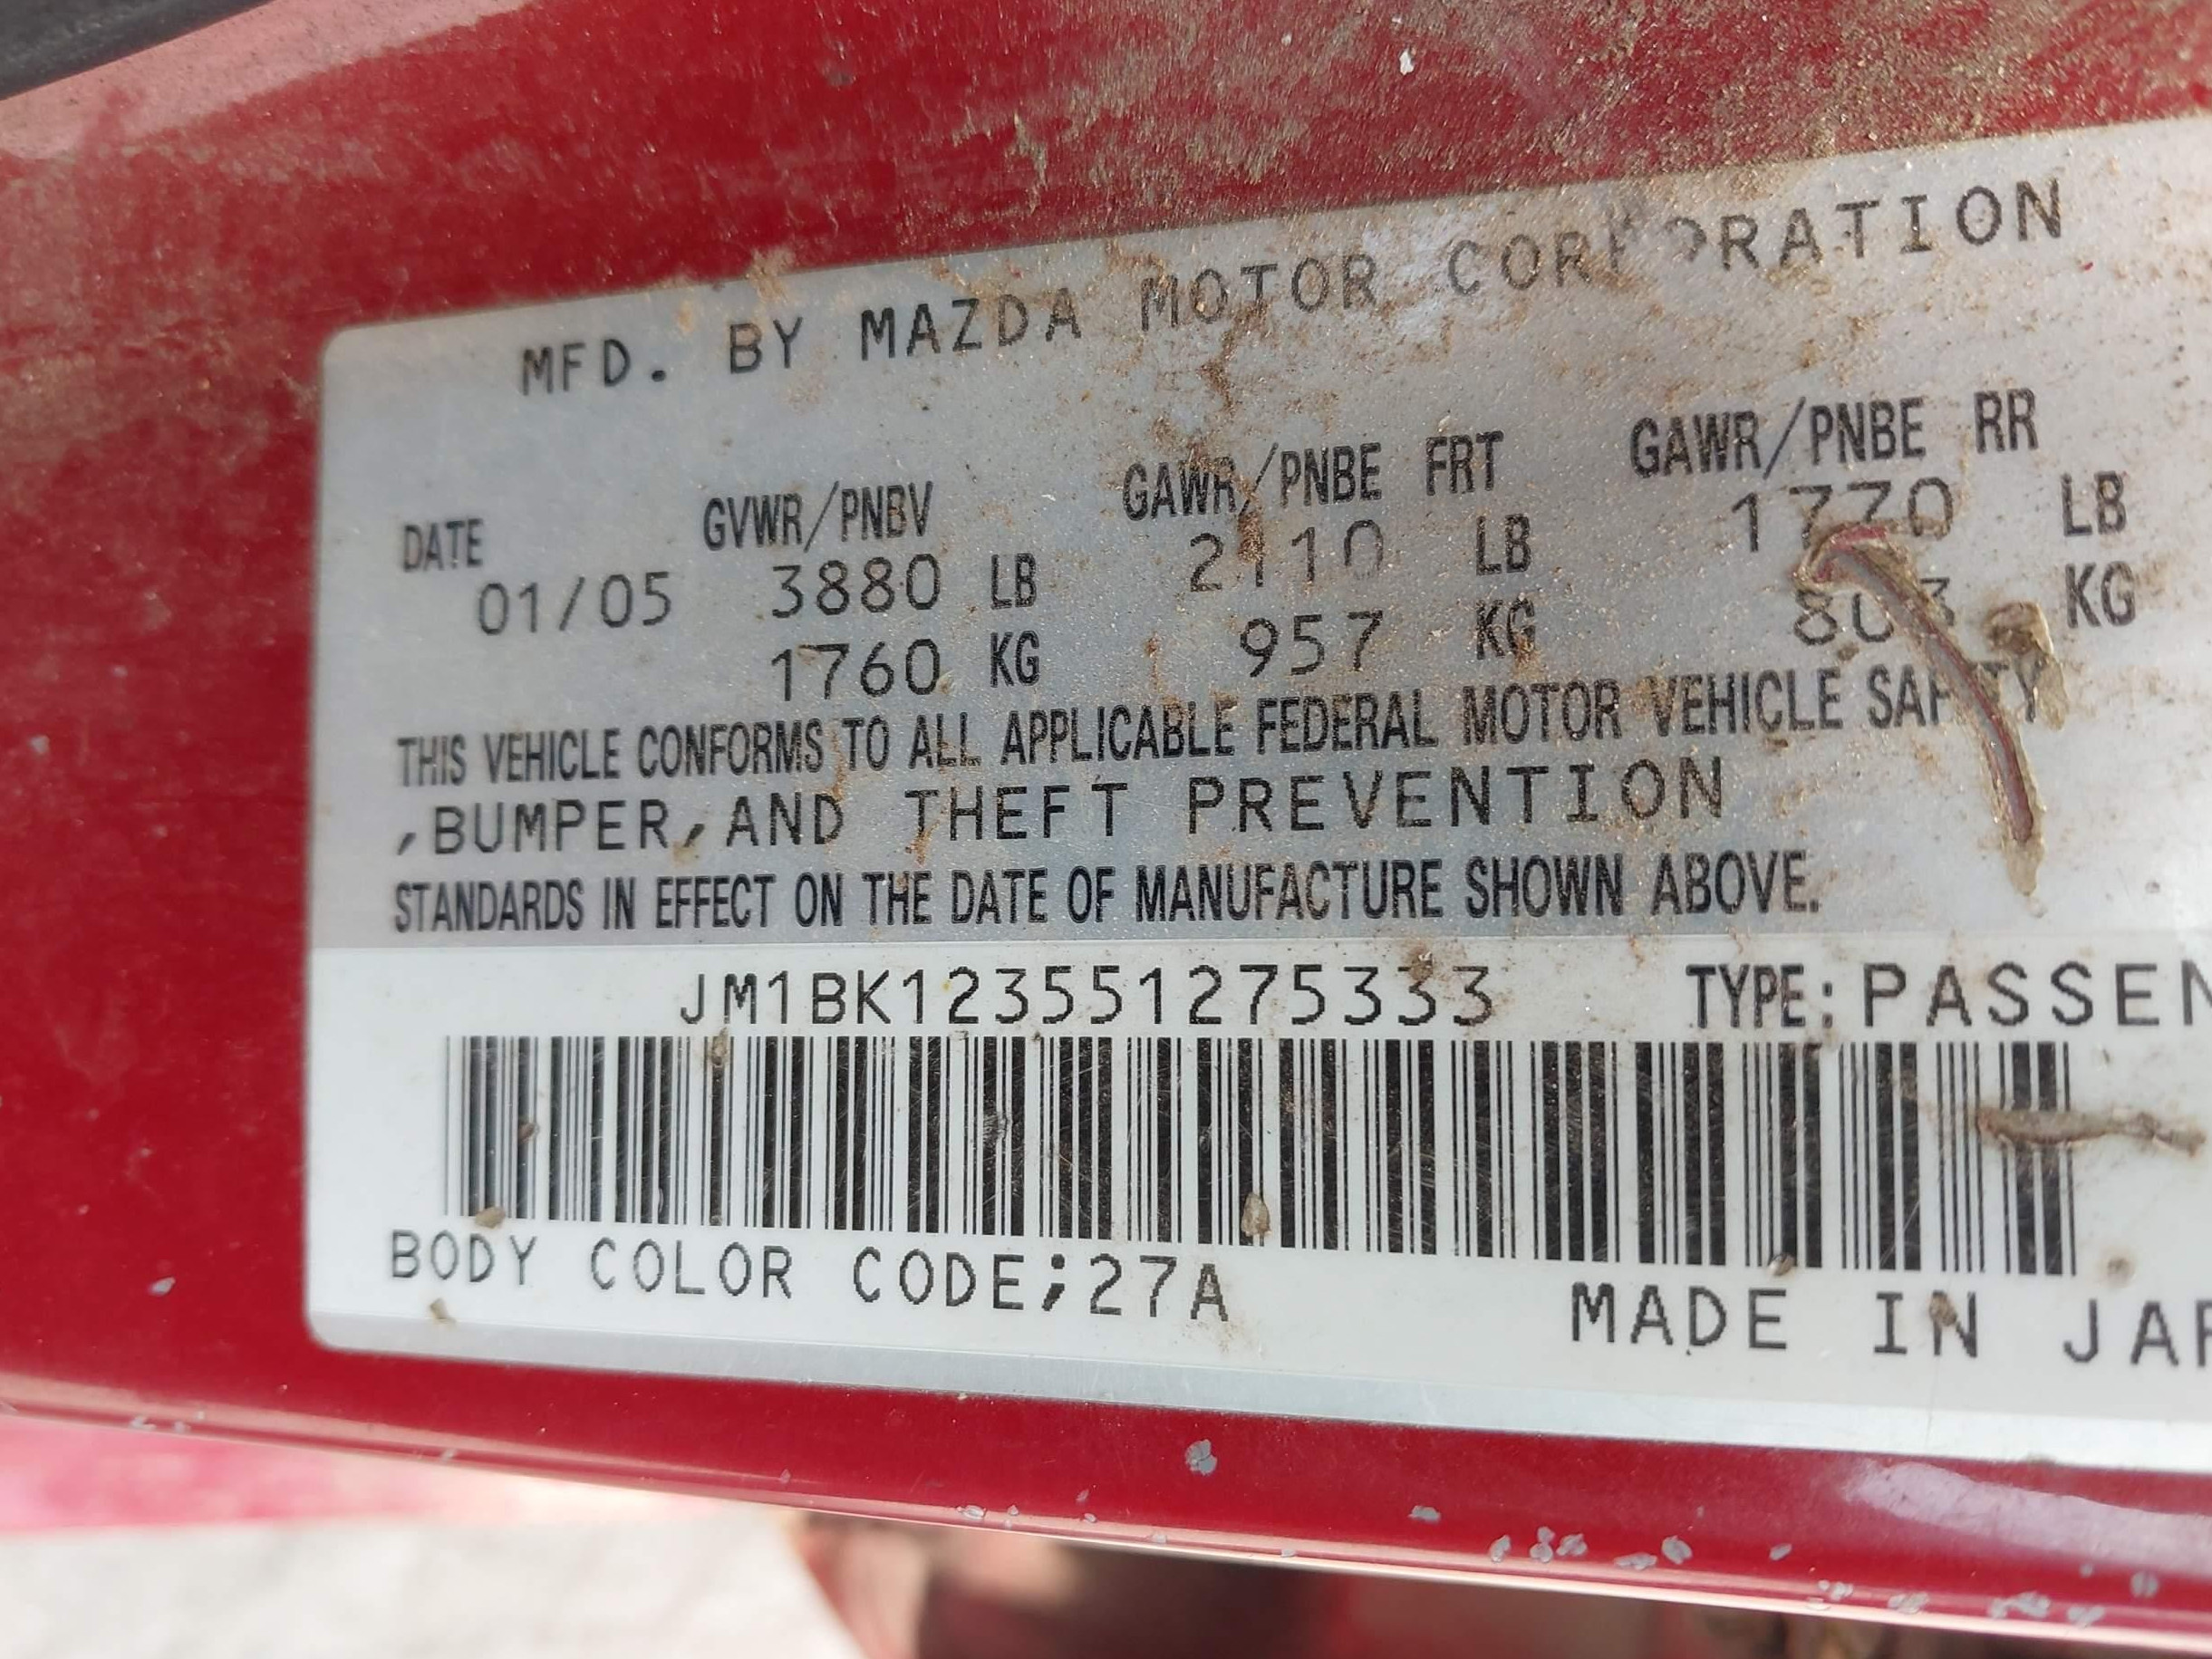 MFD. BY MAZDA MOTOR CORPORATION
DATE GVWR/PNBV GAWR/PNBE FRT GAWR/PNBE RR
01/05 3880 LB 2110 LB 1770 LB
1760 KG 957 KG 803 KG
THIS VEHICLE CONFORMS TO ALL APPLICABLE FEDERAL MOTOR VEHICLE SAFETY
,BUMPER,AND THEFT PREVENTION
STANDARDS IN EFFECT ON THE DATE OF MANUFACTURE SHOWN ABOVE.
JM1BK123551275333 TYPE:PASSEN
BODY COLOR CODE;27A MADE IN JAP